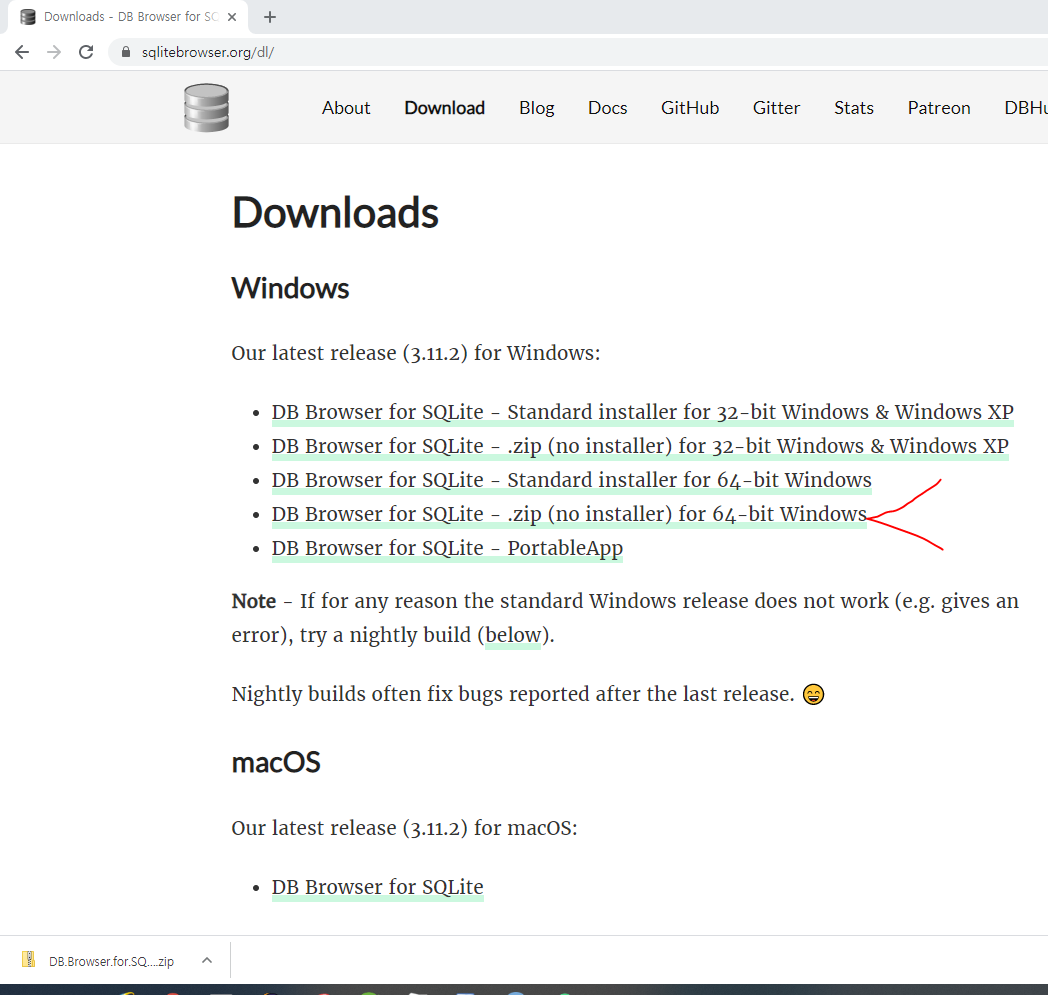 Downloads - DB Browser for SQ
sqlitebrowser.org/dl/
About Download Blog Docs GitHub Gitter Stats Patreon DBHu
Downloads
Windows
Our latest release (3.11.2) for Windows:
• DB Browser for SQLite - Standard installer for 32-bit Windows & Windows XP
• DB Browser for SQLite - .zip (no installer) for 32-bit Windows & Windows XP
• DB Browser for SQLite - Standard installer for 64-bit Windows
• DB Browser for SQLite - .zip (no installer) for 64-bit Windows
• DB Browser for SQLite - PortableApp
Note - If for any reason the standard Windows release does not work (e.g. gives an
error), try a nightly build (below).
Nightly builds often fix bugs reported after the last release. 😄
macOS
Our latest release (3.11.2) for macOS:
• DB Browser for SQLite
DB.Browser.for.SQ....zip